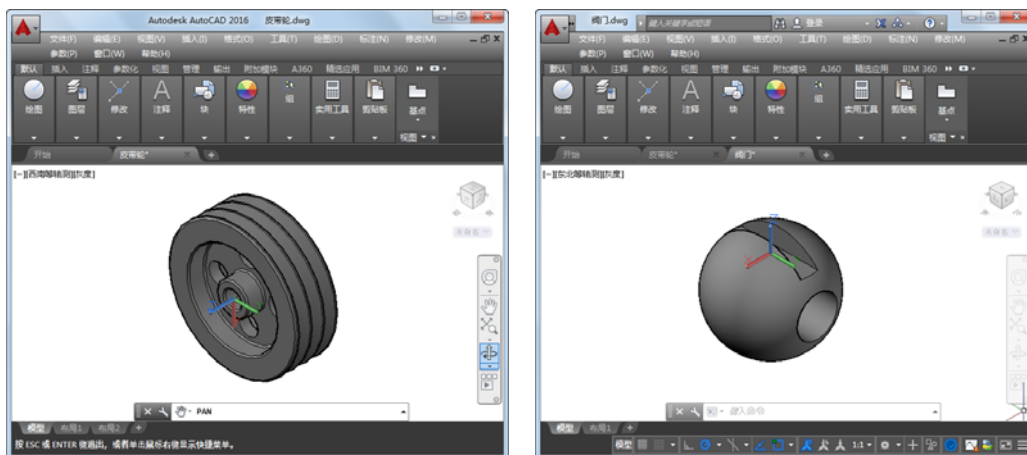 Autodesk AutoCAD 2016 皮带轮.dwg
文件(F) 编辑(E) 视图(V) 插入(I) 格式(O) 工具(T) 绘图(D) 标注(N) 修改(M)
参数(P) 窗口(W) 帮助(H)
默认 插入 注释 参数化 视图 管理 输出 附加模块 A360 精选应用 BIM 360
绘图 图层 修改 注释 块 特性 组 实用工具 剪贴板 基点
视图
开始 皮带轮*
[-][西南等轴测][灰度]
未命名
PAN
模型 布局1 布局2 +
按 ESC 或 ENTER 键退出，或者单击鼠标右键显示快捷菜单。
阀门.dwg 键入关键字或短语 登录
文件(F) 编辑(E) 视图(V) 插入(I) 格式(O) 工具(T) 绘图(D) 标注(N) 修改(M)
参数(P) 窗口(W) 帮助(H)
默认 插入 注释 参数化 视图 管理 输出 附加模块 A360 精选应用 BIM 360
绘图 图层 修改 注释 块 特性 组 实用工具 剪贴板 基点
视图
开始 皮带轮* 阀门*
[-][东北等轴测][灰度]
未命名
键入命令
模型 布局1 +
模型 1:1